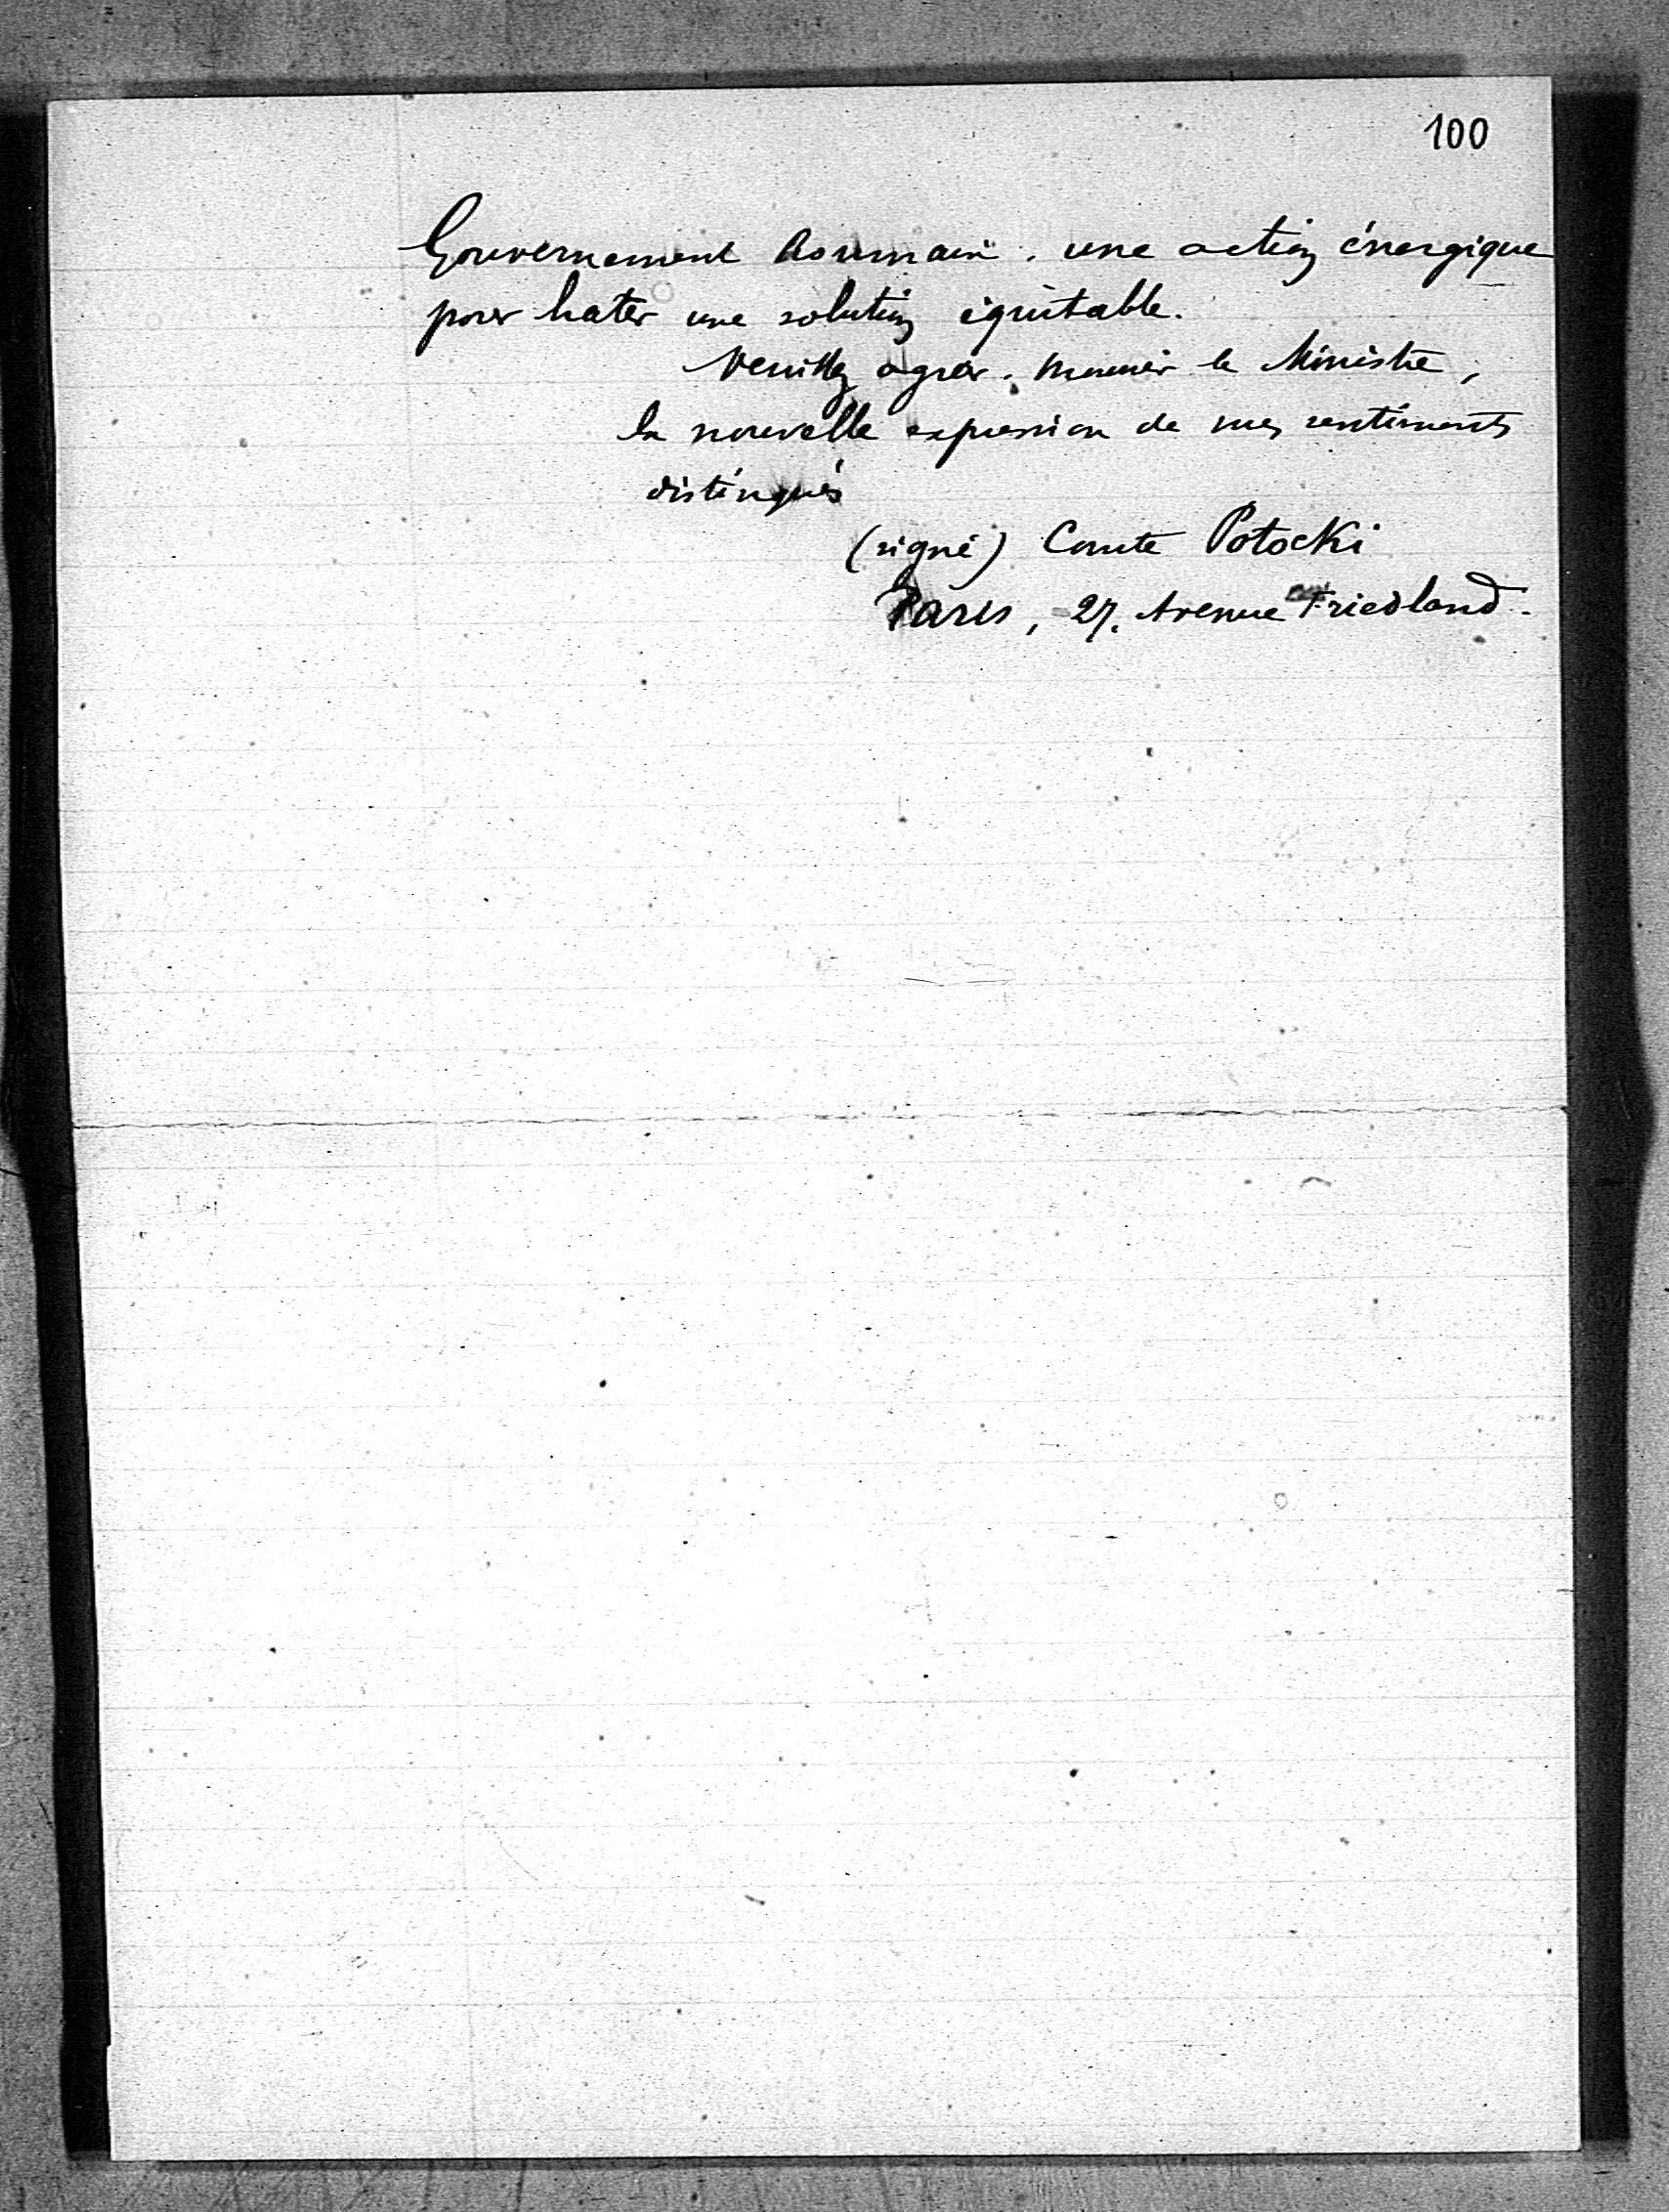 100
Gouvernement Roumain. une action énergique
pour hater une solution équitable.
Veuillez agréer. Monsieur le Ministre,
la nouvelle expression de mes sentiments
distingués
(signé) Comte Potocki
Paris, 27. Avenue Friedland.